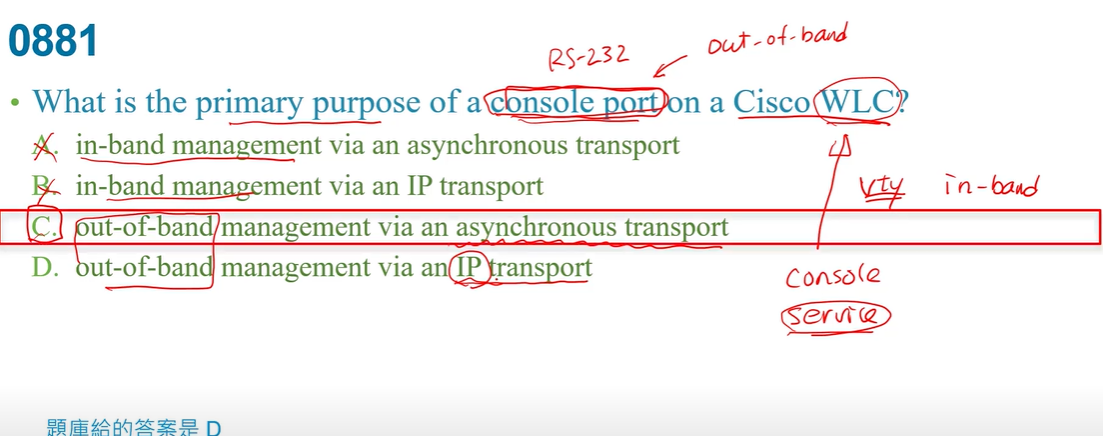 0881
RS-232 out-of-band
• What is the primary purpose of a console port on a Cisco WLC?
A. in-band management via an asynchronous transport
B. in-band management via an IP transport
vty in-band
C. out-of-band management via an asynchronous transport
D. out-of-band management via an IP transport
console
service
題庫給的答案是 D